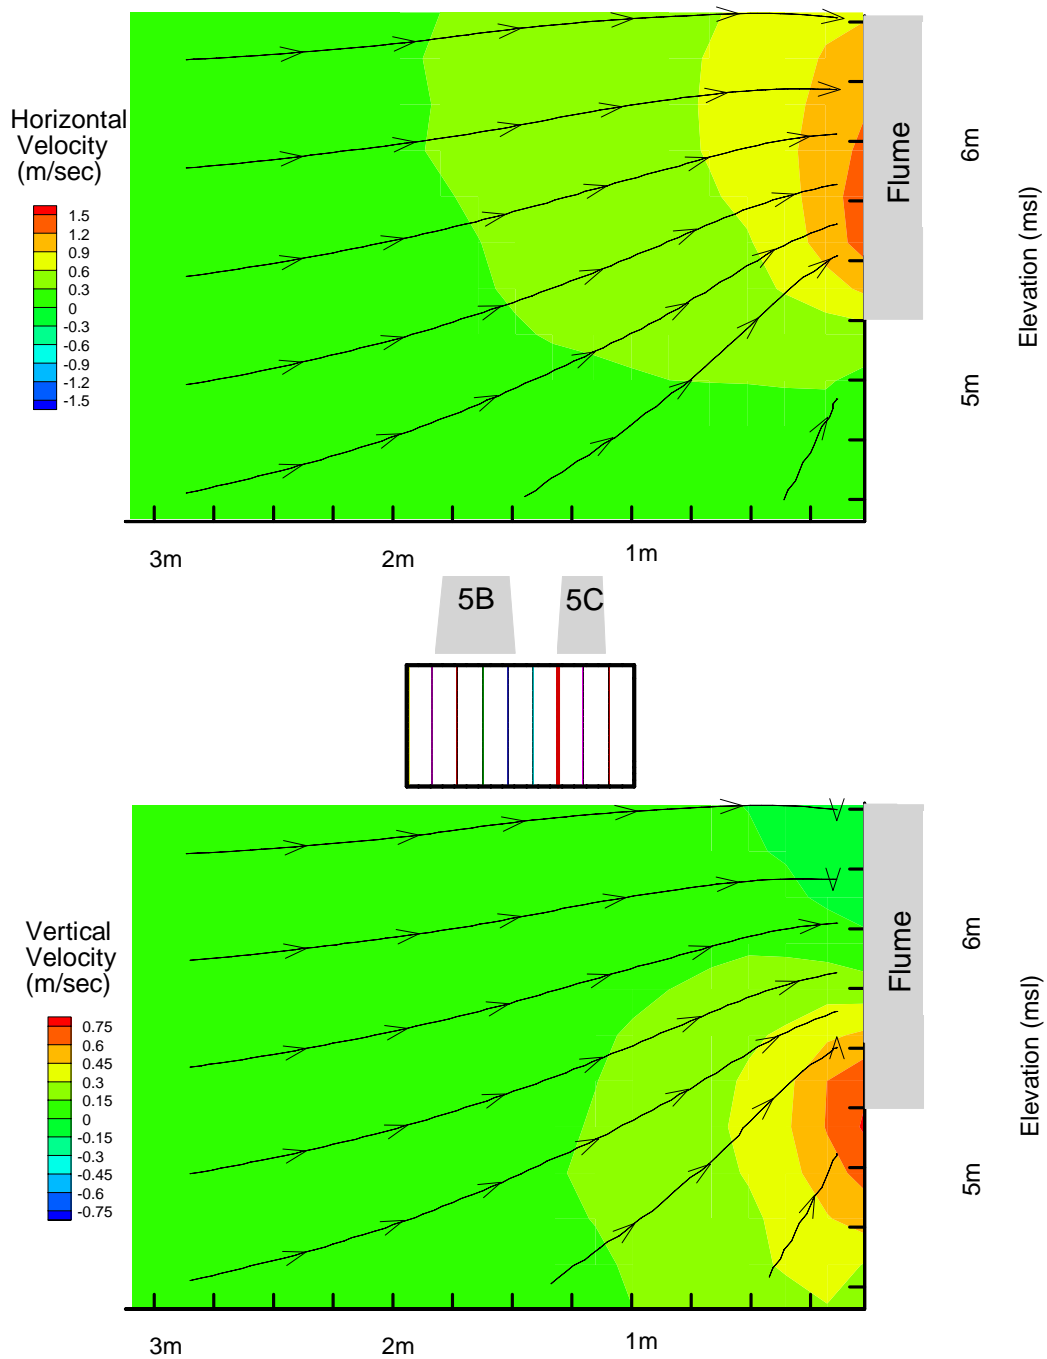 Horizontal
Velocity
(m/sec)
1.5
1.2
0.9
0.6
0.3
0
-0.3
-0.6
-0.9
-1.2
-1.5
Flume
6m
5m
Elevation (msl)
3m
2m
1m
5B
5C
Vertical
Velocity
(m/sec)
0.75
0.6
0.45
0.3
0.15
0
-0.15
-0.3
-0.45
-0.6
-0.75
Flume
6m
5m
Elevation (msl)
3m
2m
1m